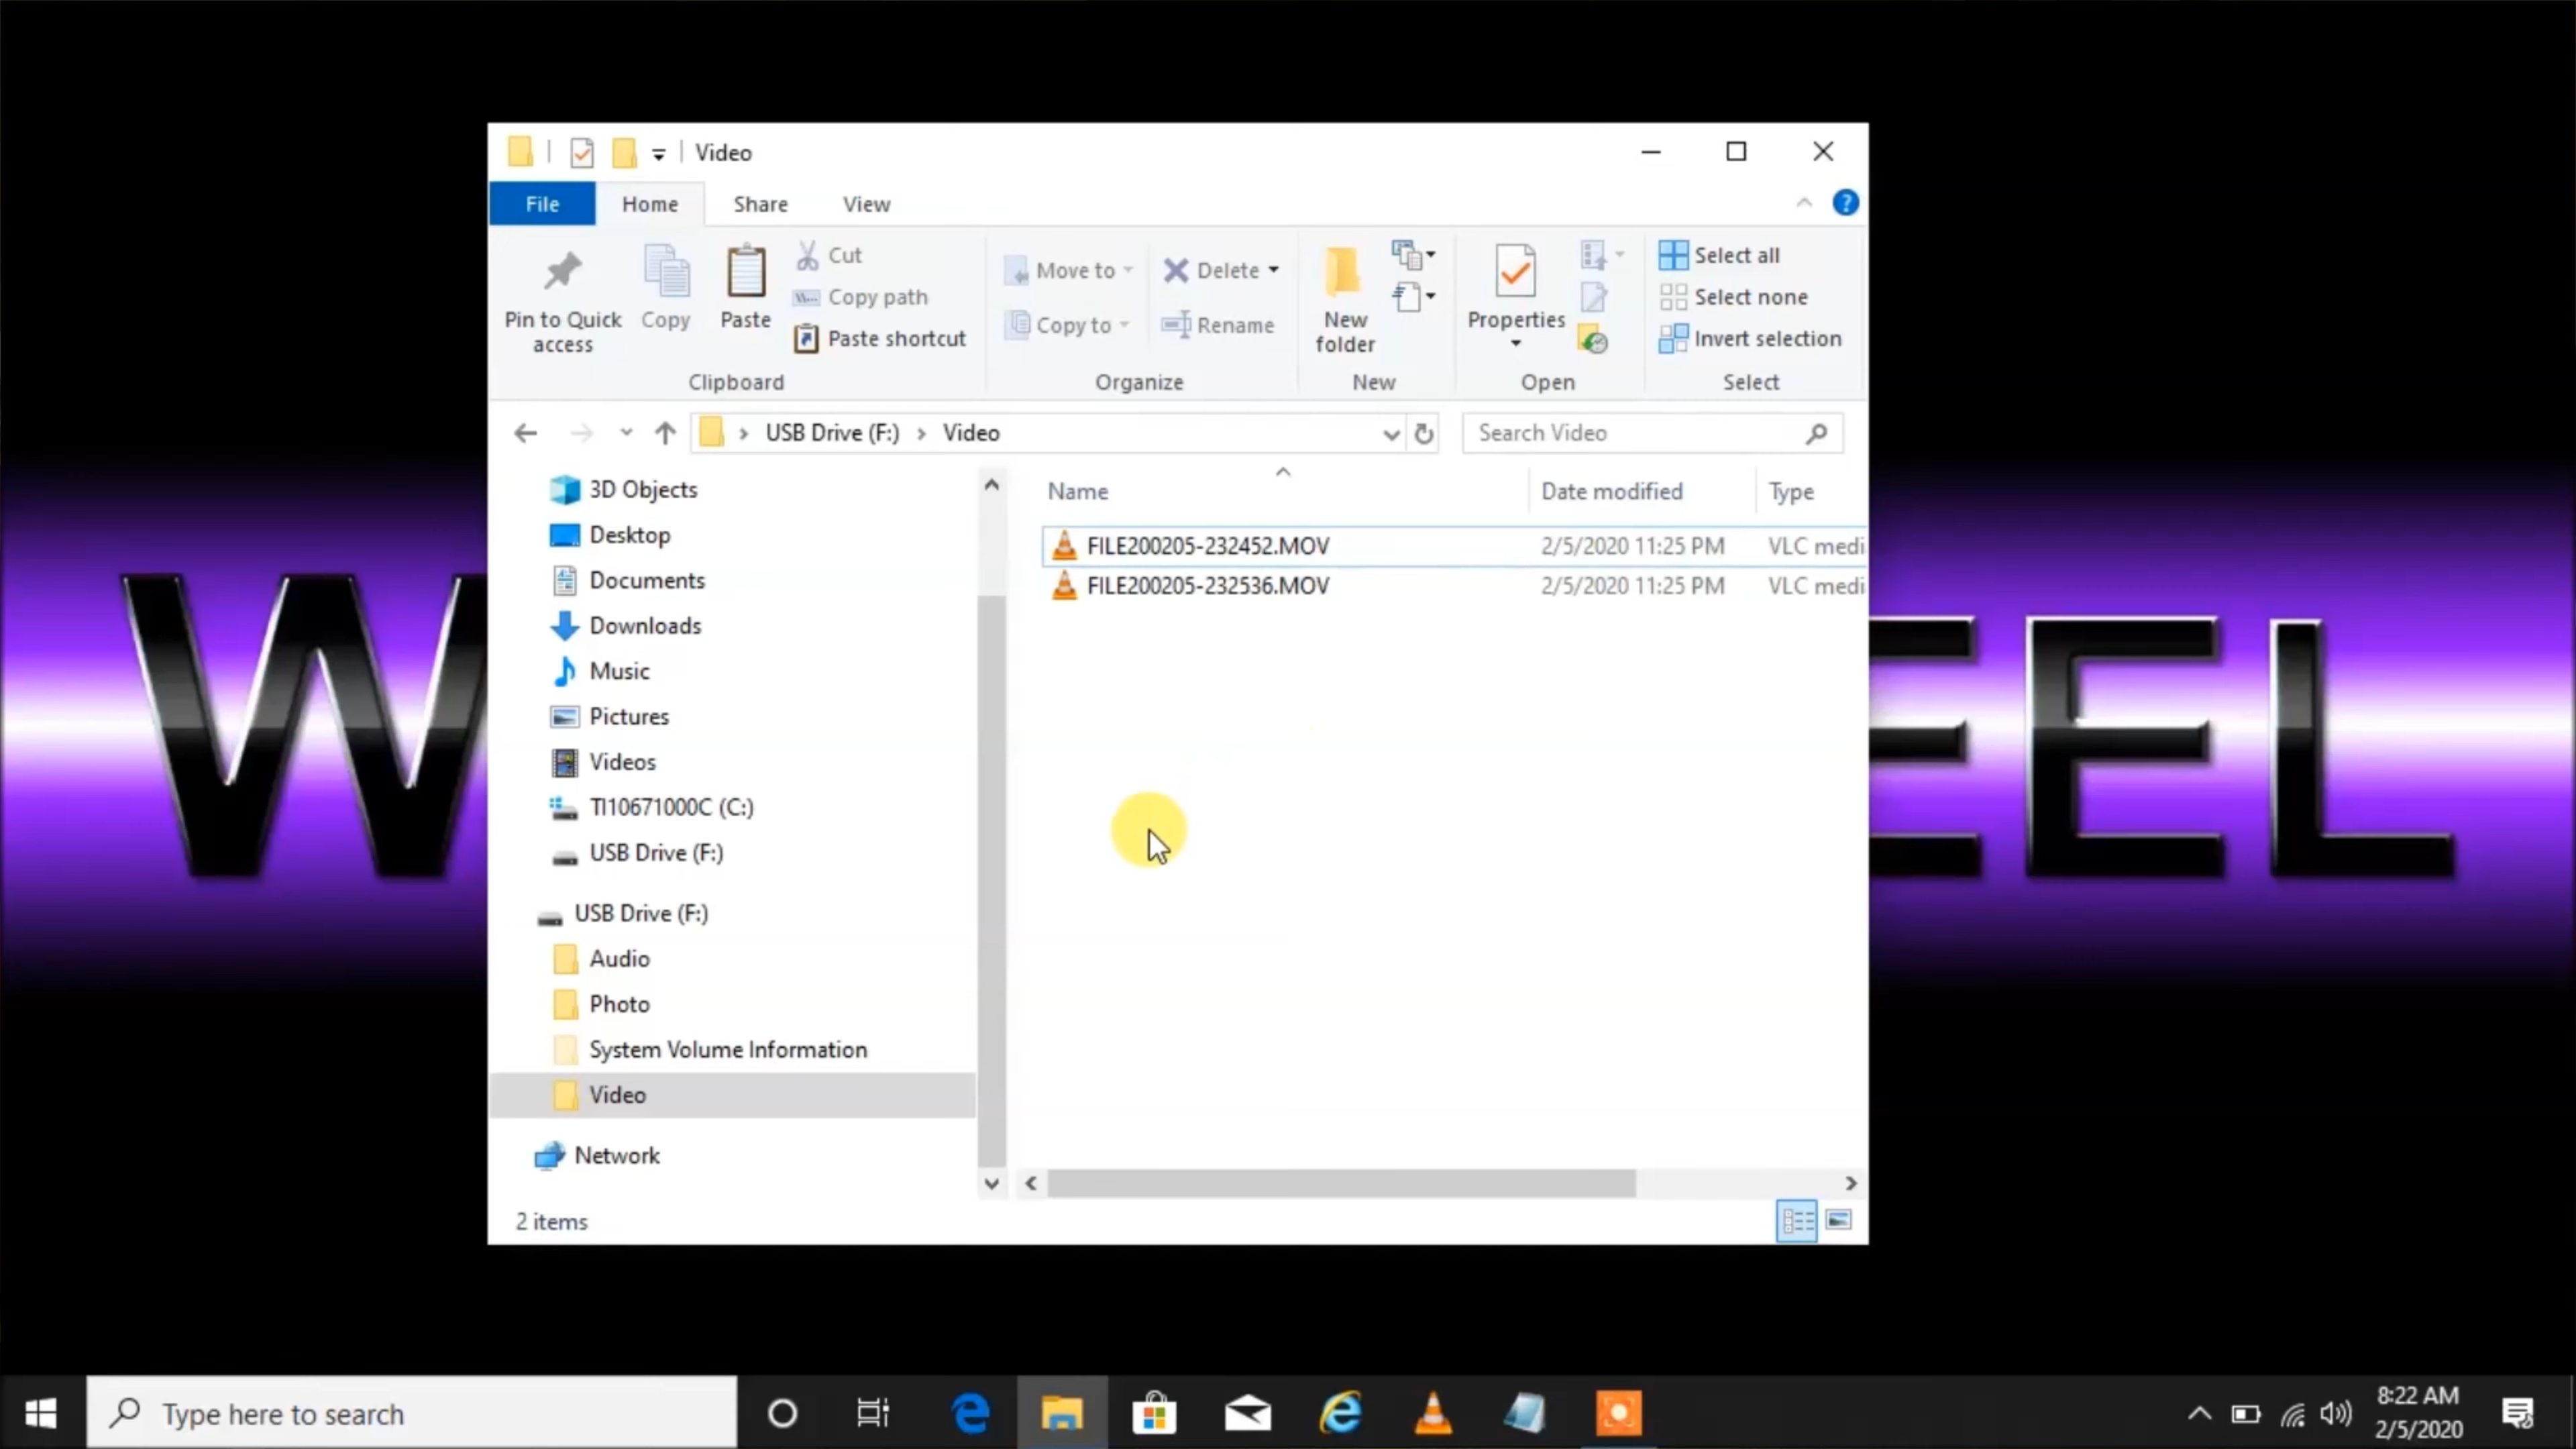 Video
File Home Share View
Pin to Quick access
Copy
Paste
Cut
Copy path
Paste shortcut
Clipboard
Move to
Copy to
Delete
Rename
Organize
New folder
New
Properties
Open
Select all
Select none
Invert selection
Select
USB Drive (F:) Video
Search Video
3D Objects
Desktop
Documents
Downloads
Music
Pictures
Videos
TI10671000C (C:)
USB Drive (F:)
USB Drive (F:)
Audio
Photo
System Volume Information
Video
Network
Name Date modified Type
FILE200205-232452.MOV 2/5/2020 11:25 PM VLC medi
FILE200205-232536.MOV 2/5/2020 11:25 PM VLC medi
2 items
W EEL
Type here to search
8:22 AM
2/5/2020